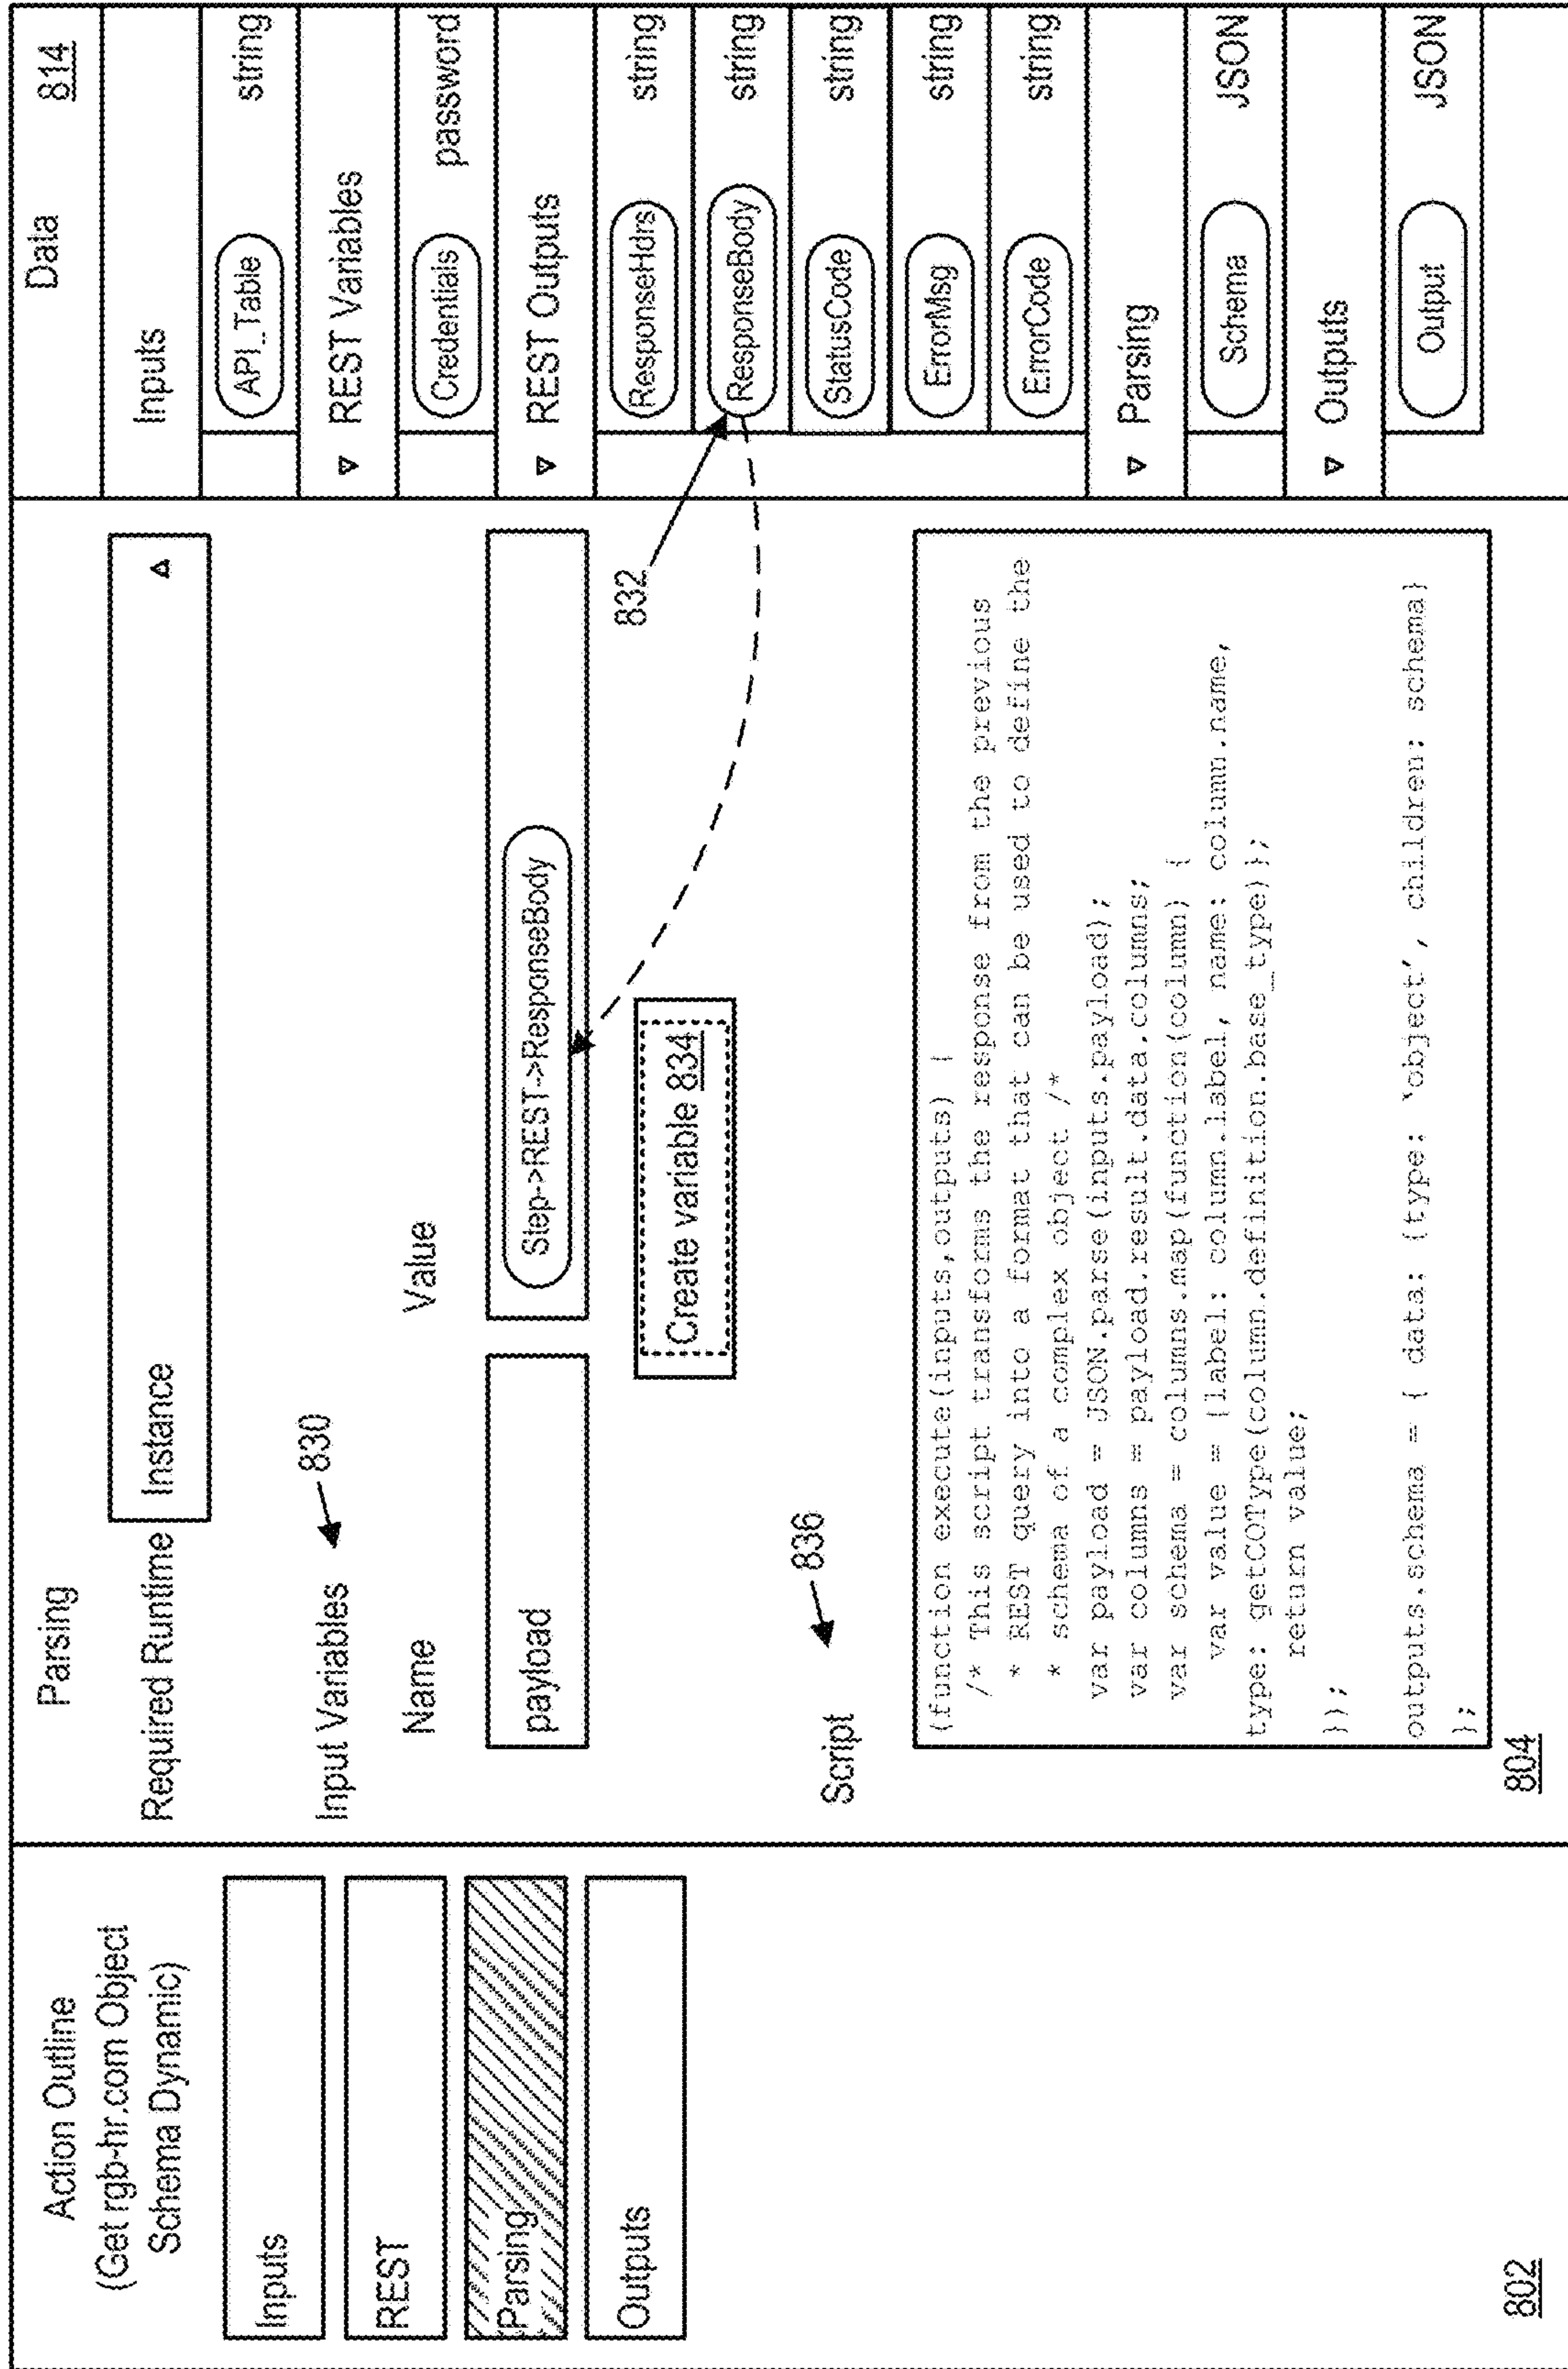 Action Outline
(Get rgb-hr.com Object
Schema Dynamic)
Inputs
REST
Parsing
Outputs
802
Parsing
Required Runtime
Instance
Input Variables
830
Name
Value
payload
Step->REST->ResponseBody
Create variable 834
832
Script
836
(function execute(inputs,outputs) {
/* This script transforms the response from the previous
* REST query into a format that can be used to define the
* schema of a complex object /*
var payload = JSON.parse(inputs.payload);
var columns = payload.result.data.columns;
var schema = columns.map(function(column) {
var value = {label: column.label, name: column.name,
type: getCOType(column.definition.base_type) };
return value;
});
outputs.schema = { data: {type: 'object', children: schema}
};
804
Data 814
Inputs
API_Table string
REST Variables
Credentials password
REST Outputs
ResponseHdrs string
ResponseBody string
StatusCode string
ErrorMsg string
ErrorCode string
Parsing
Schema JSON
Outputs
Output JSON